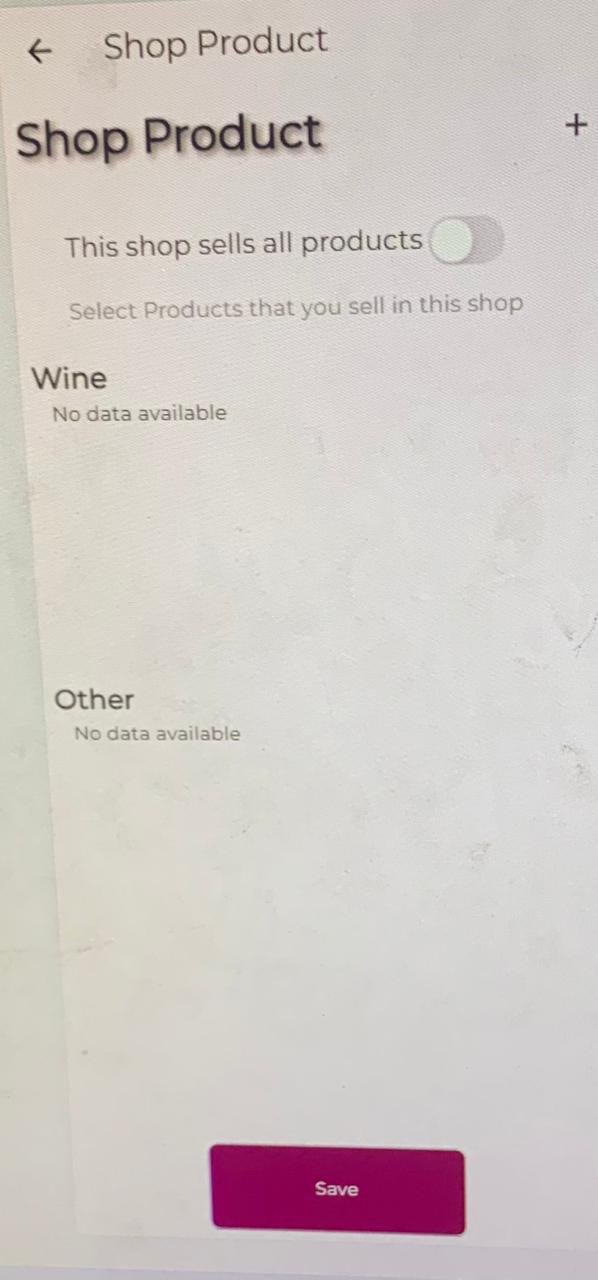 Shop Product
Shop Product
+
This shop sells all products
Select Products that you sell in this shop
Wine
No data available
Other
No data available
Save